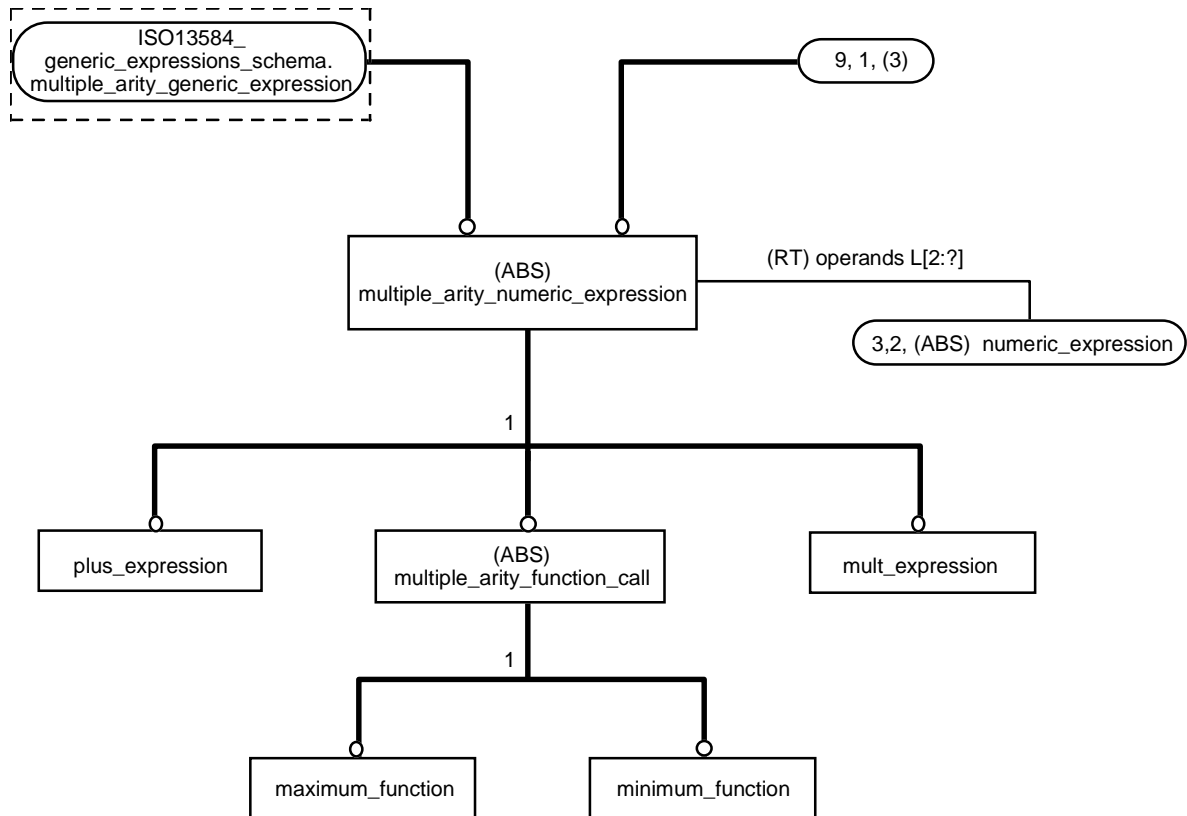 ISO13584_
generic_expressions_schema.
multiple_arity_generic_expression
9, 1, (3)
(ABS)
multiple_arity_numeric_expression
(RT) operands L[2:?]
3,2, (ABS) numeric_expression
1
plus_expression
(ABS)
multiple_arity_function_call
mult_expression
1
maximum_function
minimum_function